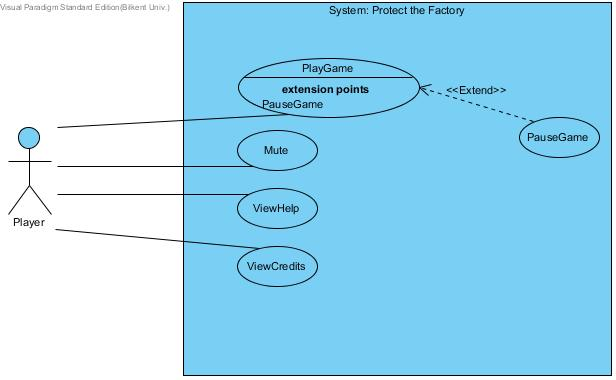 Visual Paradigm Standard Edition(Bilkent Univ.)
System: Protect the Factory
PlayGame
extension points
PauseGame
<<Extend>>
PauseGame
Mute
ViewHelp
Player
ViewCredits